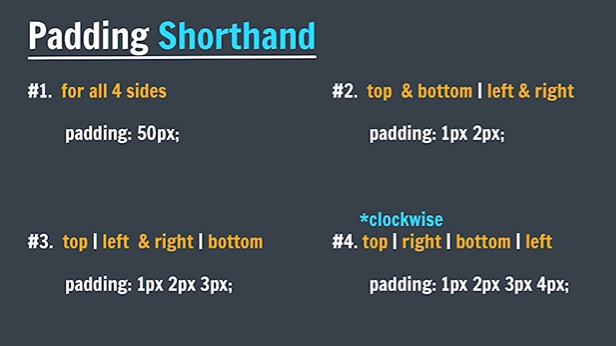 Padding Shorthand
#1. for all 4 sides
padding: 50px;
#2. top & bottom | left & right
padding: 1px 2px;
#3. top | left & right | bottom
padding: 1px 2px 3px;
*clockwise
#4. top | right | bottom | left
padding: 1px 2px 3px 4px;